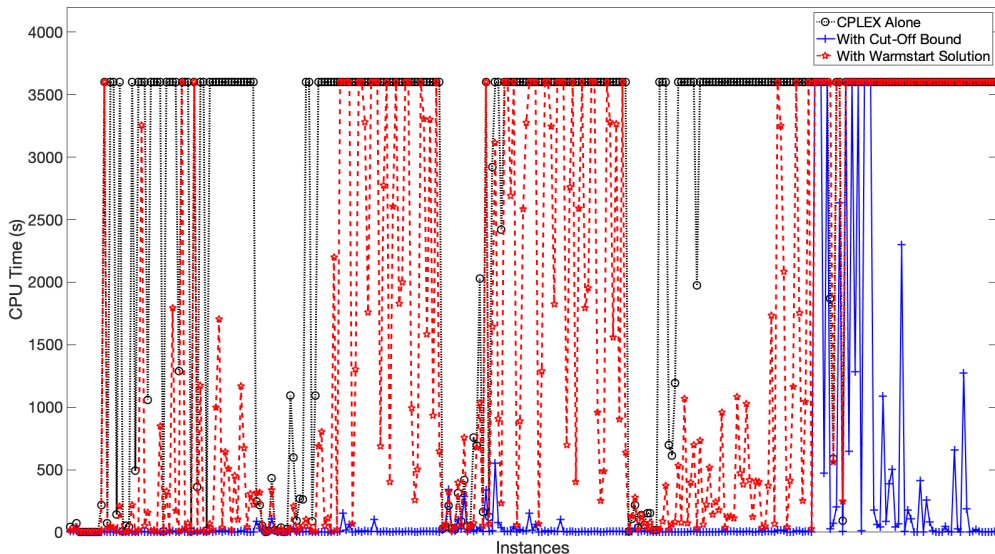 4000
3500
3000
2500
2000
1500
1000
500
0
CPU Time (s)
Instances
CPLEX Alone
With Cut-Off Bound
With Warmstart Solution